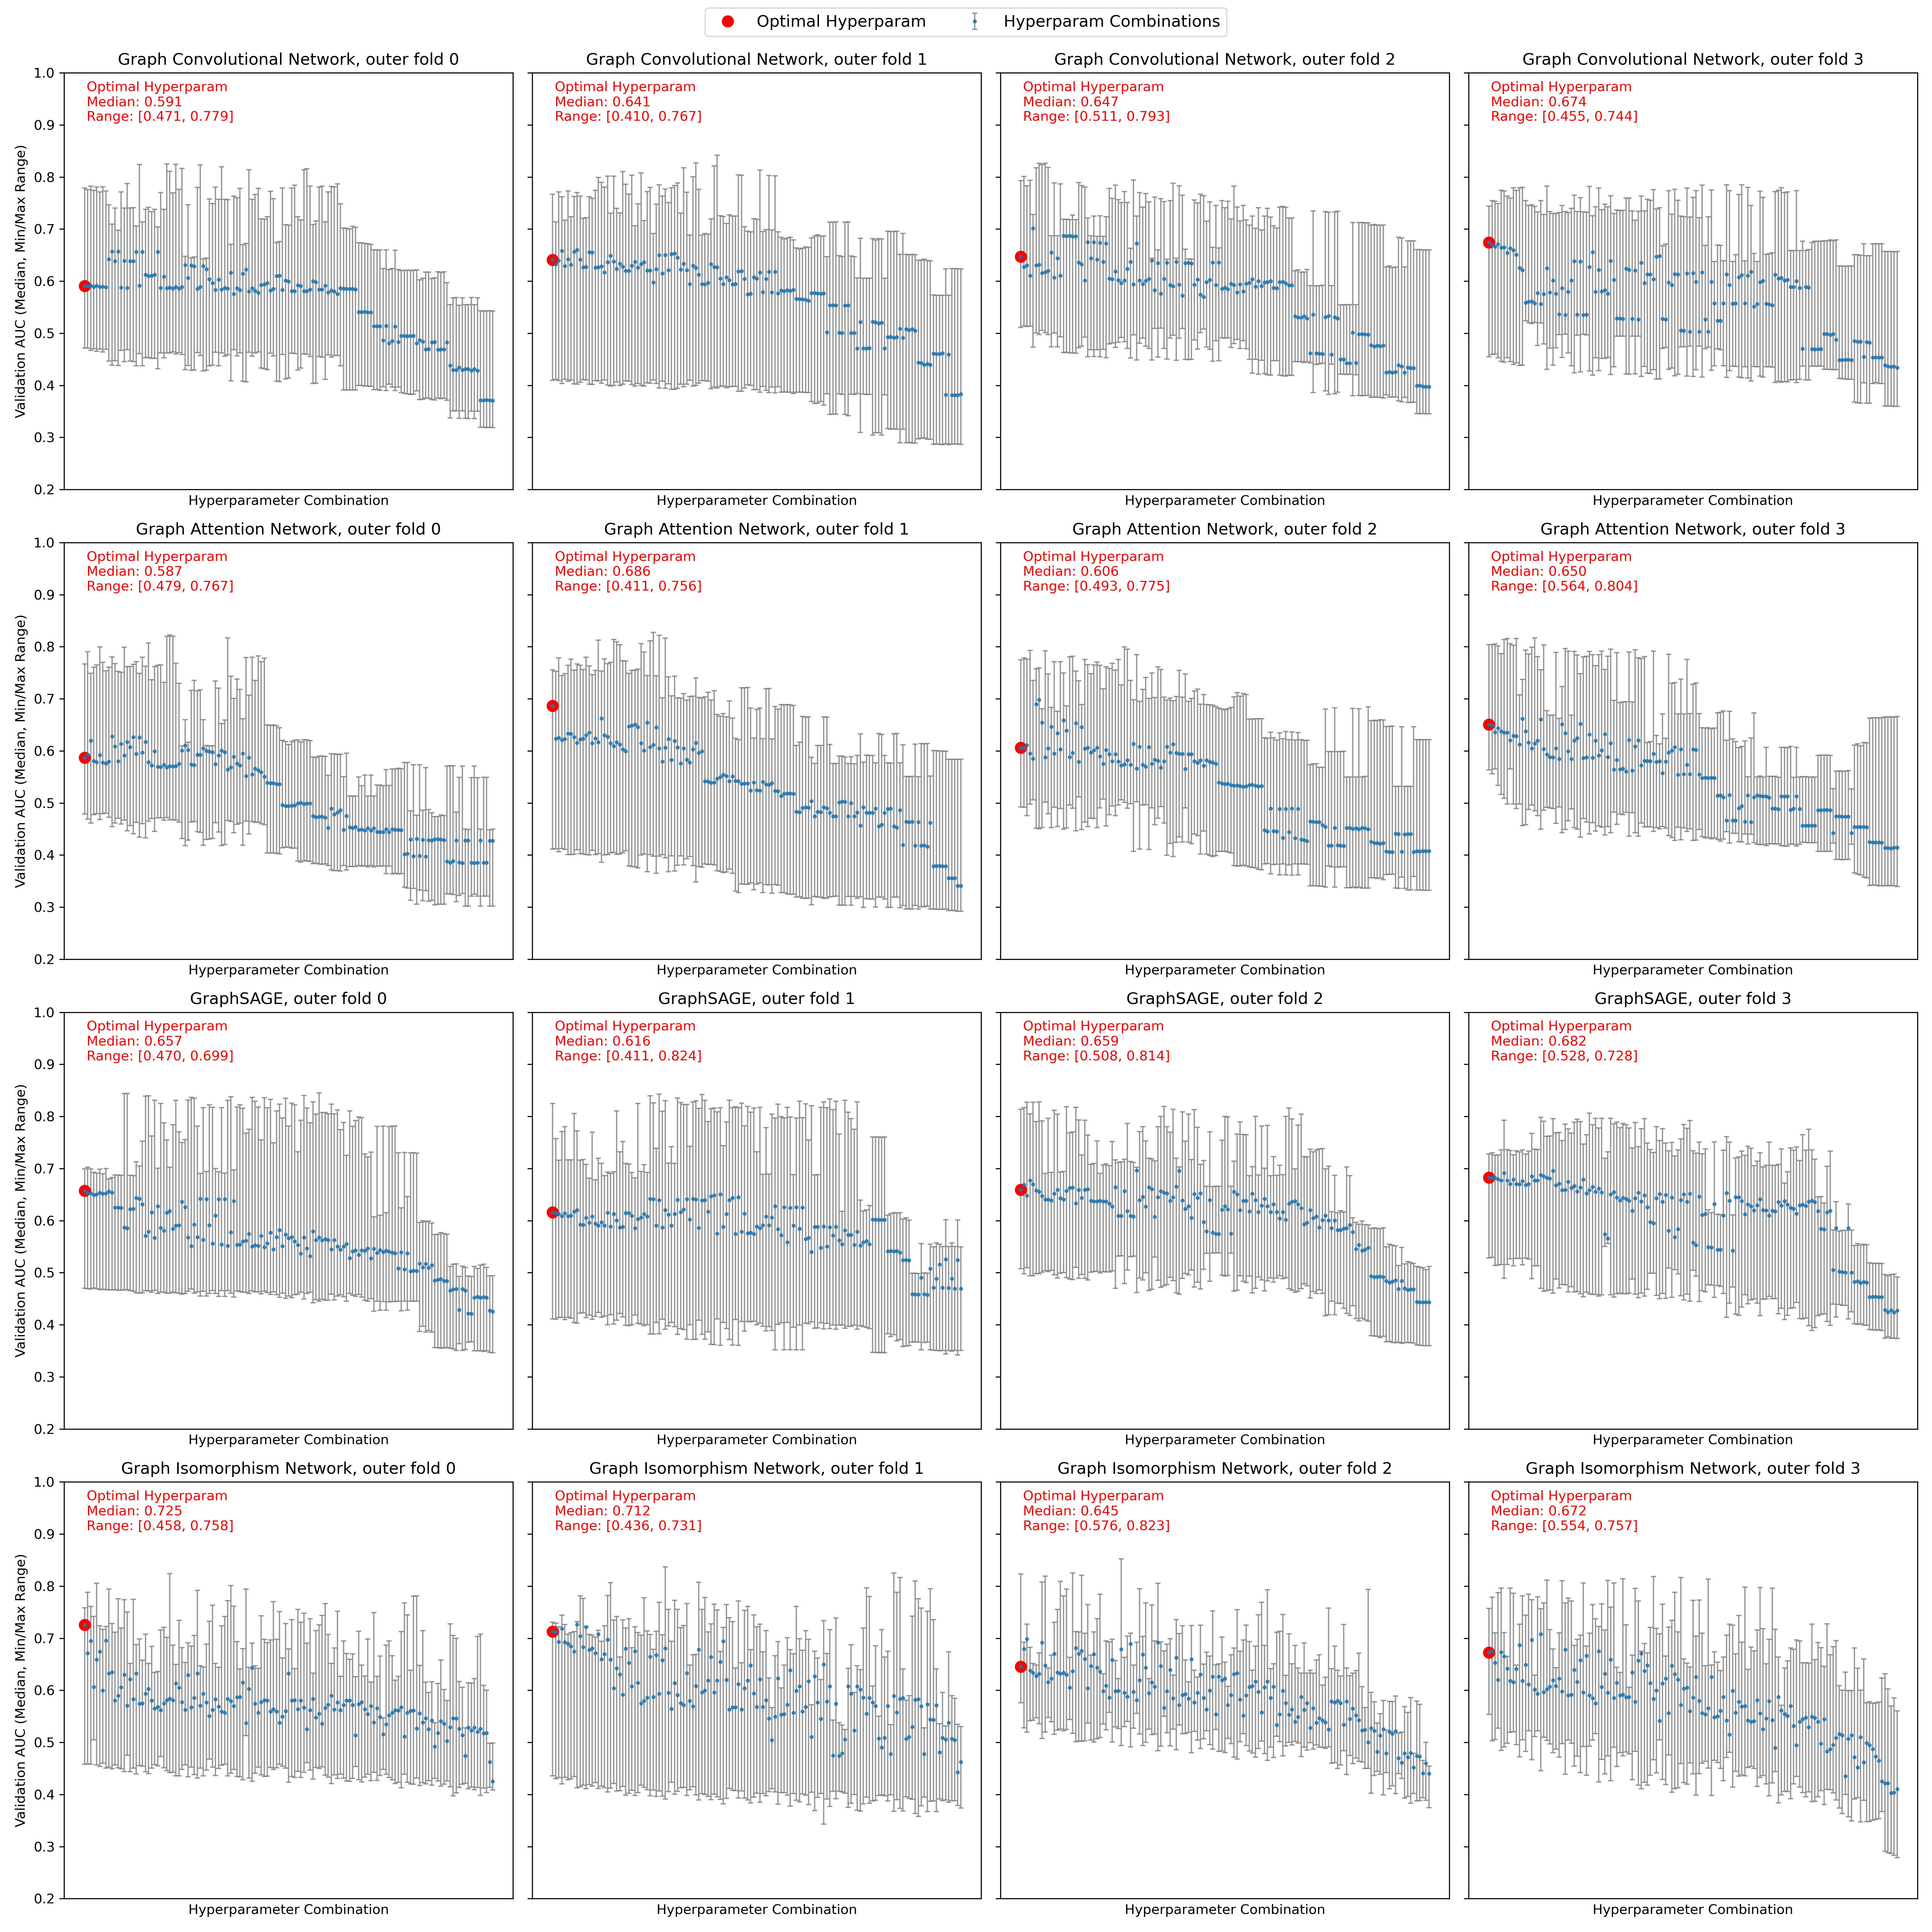 Optimal Hyperparam
Hyperparam Combinations
Graph Convolutional Network, outer fold 0
Graph Convolutional Network, outer fold 1
Graph Convolutional Network, outer fold 2
Graph Convolutional Network, outer fold 3
Validation AUC (Median, Min/Max Range)
1.0
0.9
0.8
0.7
0.6
0.5
0.4
0.3
0.2
Optimal Hyperparam
Median: 0.591
Range: [0.471, 0.779]
Optimal Hyperparam
Median: 0.641
Range: [0.410, 0.767]
Optimal Hyperparam
Median: 0.647
Range: [0.511, 0.793]
Optimal Hyperparam
Median: 0.674
Range: [0.455, 0.744]
Hyperparameter Combination
Hyperparameter Combination
Hyperparameter Combination
Hyperparameter Combination
Graph Attention Network, outer fold 0
Graph Attention Network, outer fold 1
Graph Attention Network, outer fold 2
Graph Attention Network, outer fold 3
Validation AUC (Median, Min/Max Range)
1.0
0.9
0.8
0.7
0.6
0.5
0.4
0.3
0.2
Optimal Hyperparam
Median: 0.587
Range: [0.479, 0.767]
Optimal Hyperparam
Median: 0.686
Range: [0.411, 0.756]
Optimal Hyperparam
Median: 0.606
Range: [0.493, 0.775]
Optimal Hyperparam
Median: 0.650
Range: [0.564, 0.804]
Hyperparameter Combination
Hyperparameter Combination
Hyperparameter Combination
Hyperparameter Combination
GraphSAGE, outer fold 0
GraphSAGE, outer fold 1
GraphSAGE, outer fold 2
GraphSAGE, outer fold 3
Validation AUC (Median, Min/Max Range)
1.0
0.9
0.8
0.7
0.6
0.5
0.4
0.3
0.2
Optimal Hyperparam
Median: 0.657
Range: [0.470, 0.699]
Optimal Hyperparam
Median: 0.616
Range: [0.411, 0.824]
Optimal Hyperparam
Median: 0.659
Range: [0.508, 0.814]
Optimal Hyperparam
Median: 0.682
Range: [0.528, 0.728]
Hyperparameter Combination
Hyperparameter Combination
Hyperparameter Combination
Hyperparameter Combination
Graph Isomorphism Network, outer fold 0
Graph Isomorphism Network, outer fold 1
Graph Isomorphism Network, outer fold 2
Graph Isomorphism Network, outer fold 3
Validation AUC (Median, Min/Max Range)
1.0
0.9
0.8
0.7
0.6
0.5
0.4
0.3
0.2
Optimal Hyperparam
Median: 0.725
Range: [0.458, 0.758]
Optimal Hyperparam
Median: 0.712
Range: [0.436, 0.731]
Optimal Hyperparam
Median: 0.645
Range: [0.576, 0.823]
Optimal Hyperparam
Median: 0.672
Range: [0.554, 0.757]
Hyperparameter Combination
Hyperparameter Combination
Hyperparameter Combination
Hyperparameter Combination